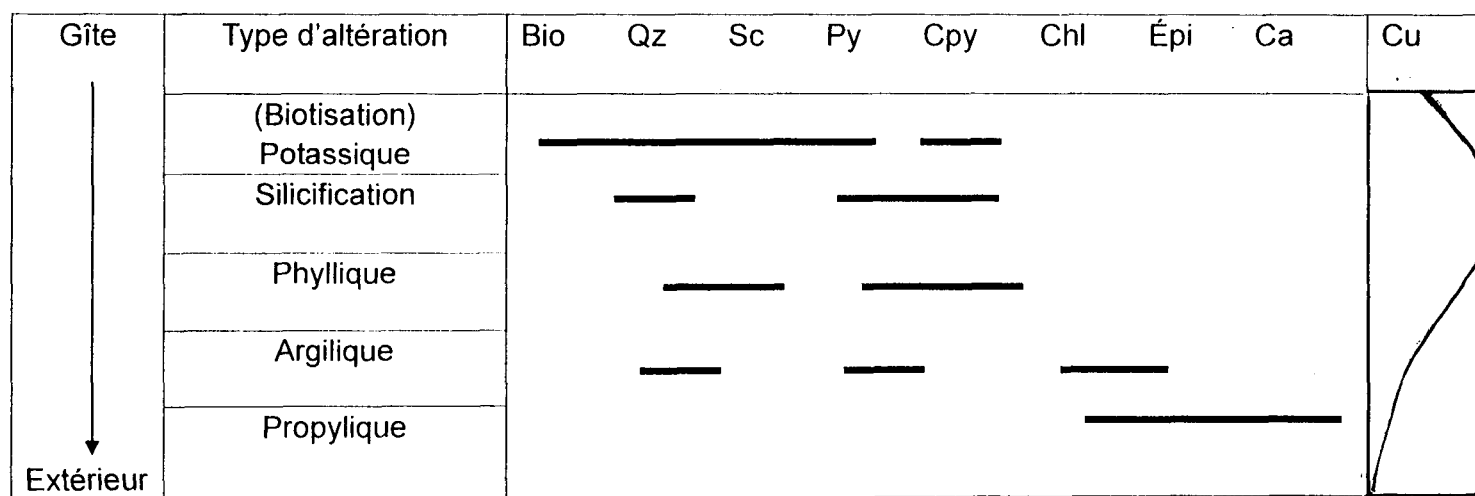 Gîte Type d'altération Bio Qz Sc Py Cpy Chl Épi Ca Cu
(Biotisation)
Potassique
Silicification
Phyllique
Argilique
Propylique
Extérieur